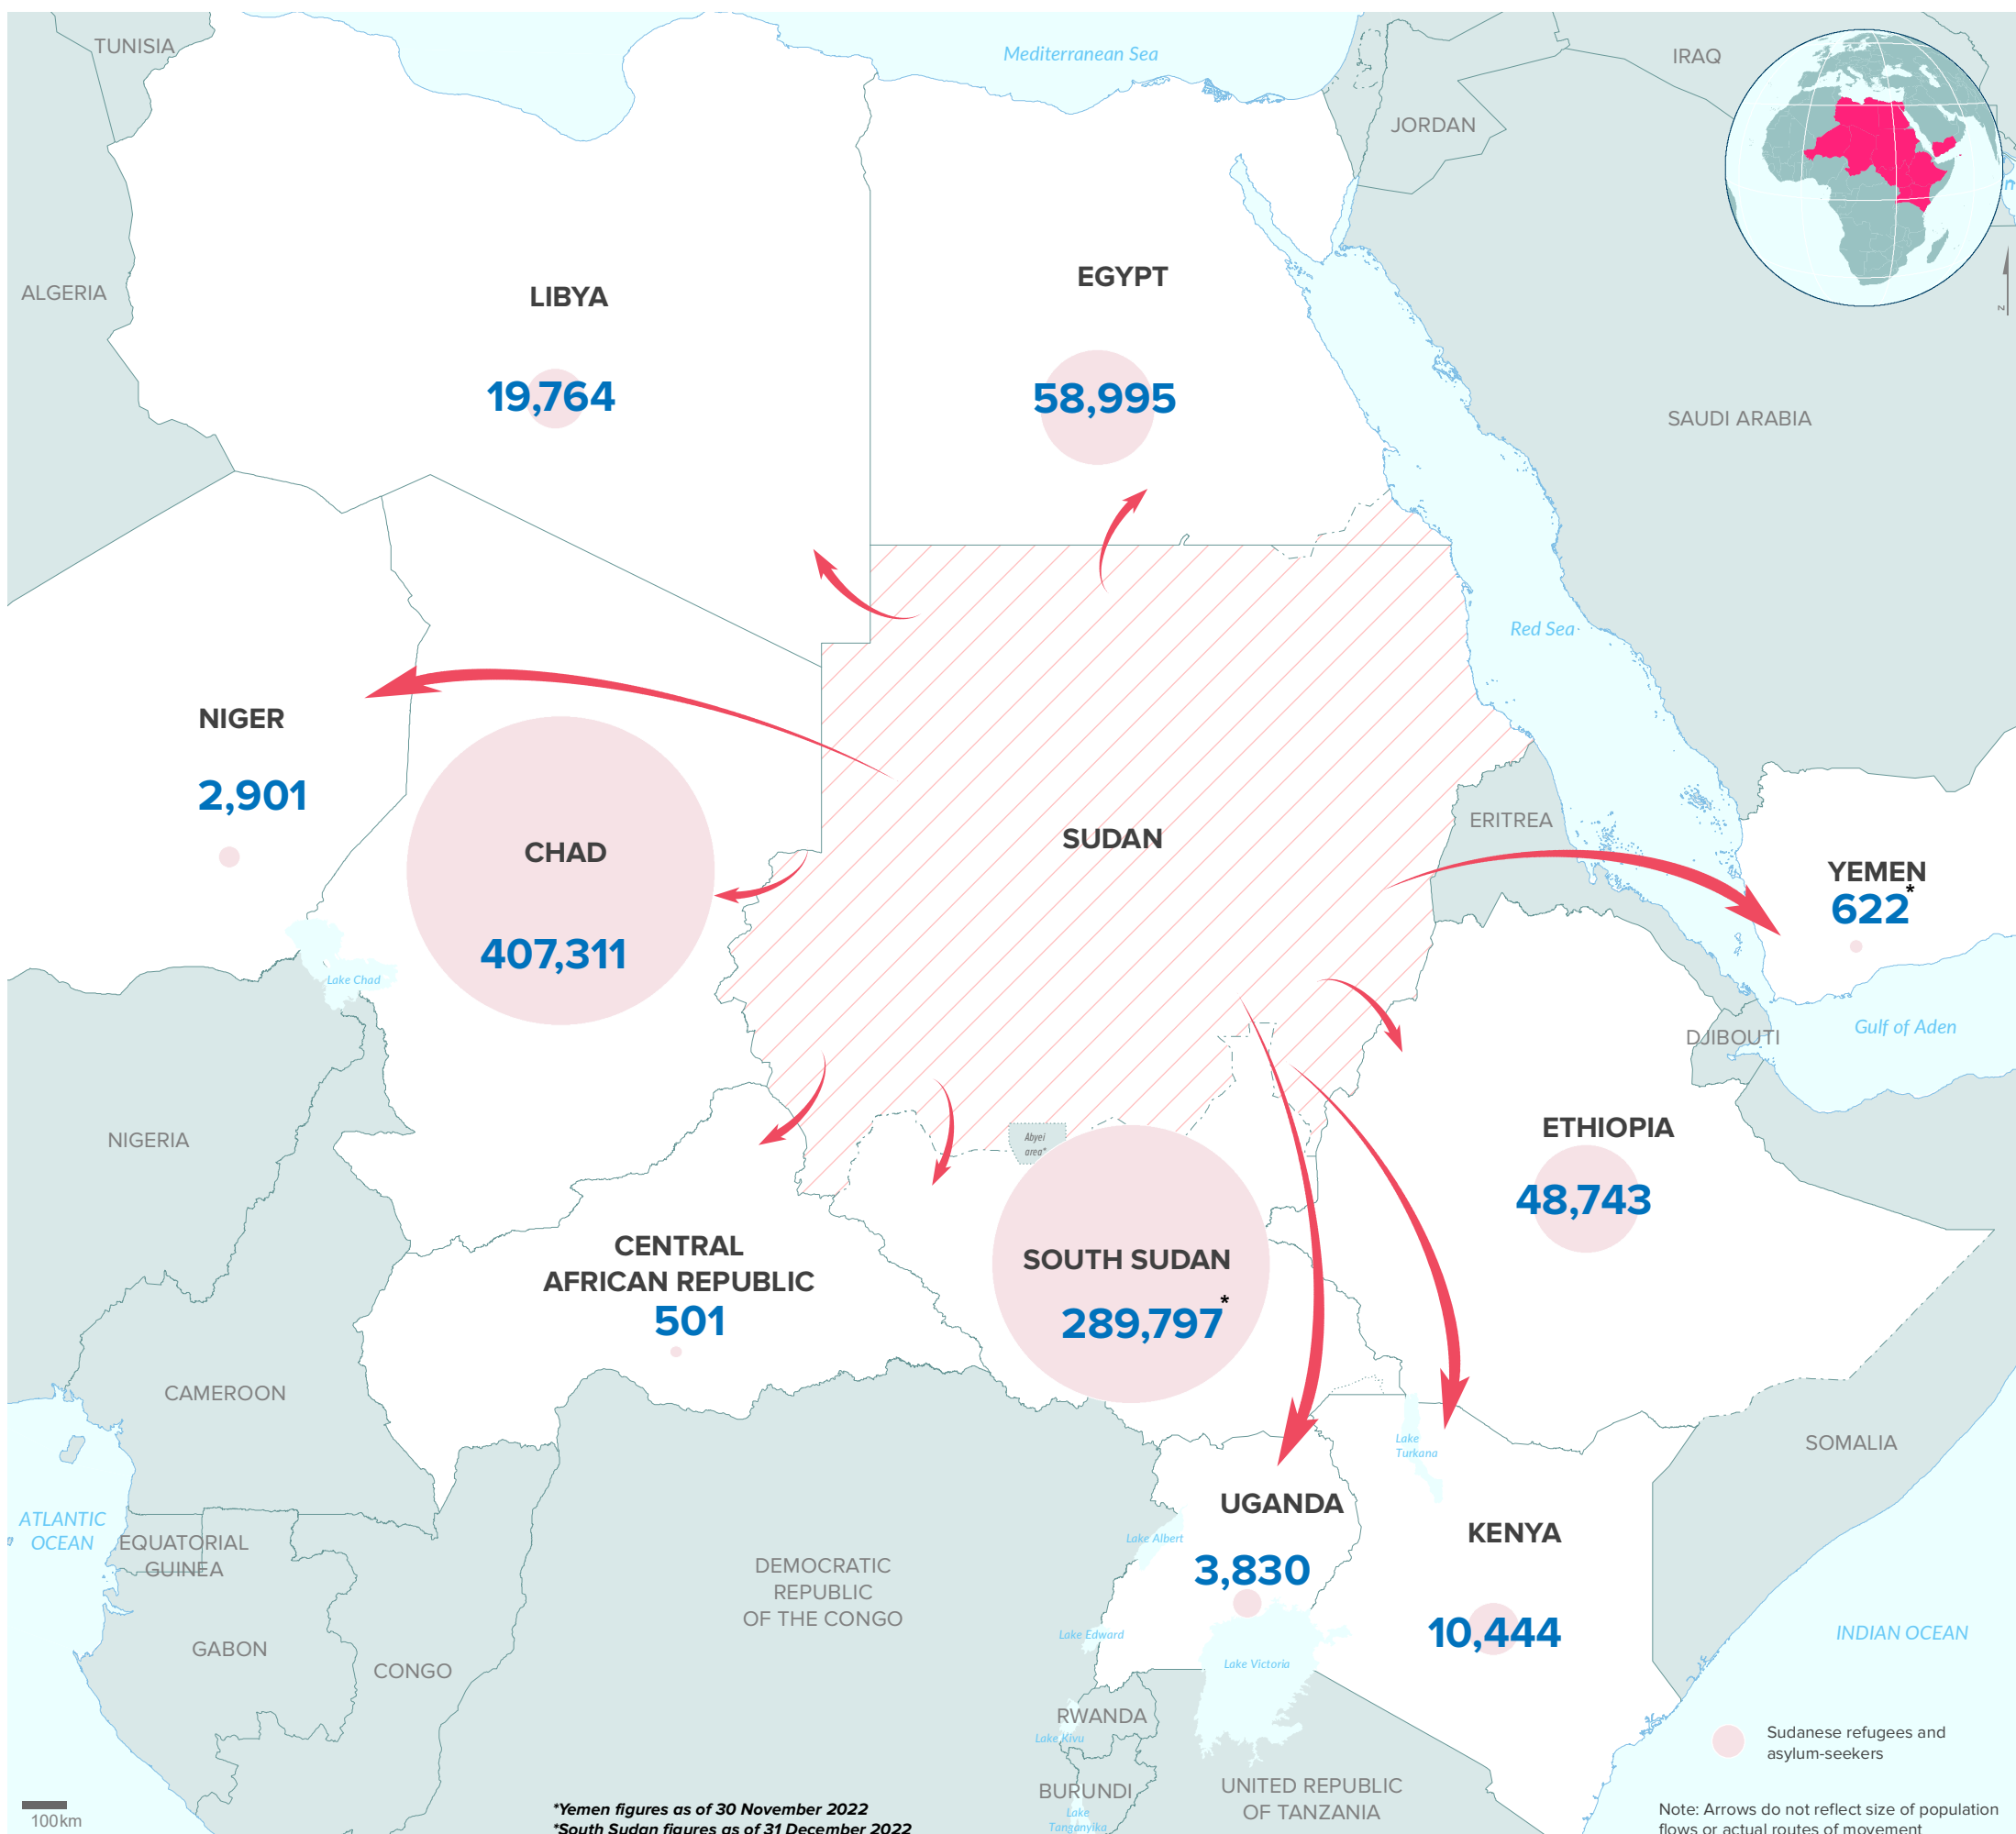 TUNISIA
Mediterranean Sea
IRAQ
JORDAN
ALGERIA
LIBYA
19,764
EGYPT
58,995
SAUDI ARABIA
Z
Red Sea
NIGER
2,901
CHAD
407,311
SUDAN
ERITREA
YEMEN
622*
Lake Chad
DJIBOUTI
Gulf of Aden
NIGERIA
Abyei
area*
ETHIOPIA
48,743
CENTRAL
AFRICAN REPUBLIC
501
SOUTH SUDAN
289,797*
CAMEROON
Lake
Turkana
SOMALIA
ATLANTIC
OCEAN
EQUATORIAL
GUINEA
UGANDA
3,830
Lake Albert
KENYA
10,444
DEMOCRATIC
REPUBLIC
OF THE CONGO
Lake Edward
Lake Victoria
INDIAN OCEAN
GABON
CONGO
RWANDA
Lake Kivu
BURUNDI
Lake
Tanganyika
UNITED REPUBLIC
OF TANZANIA
Sudanese refugees and
asylum-seekers
100km
*Yemen figures as of 30 November 2022
*South Sudan figures as of 31 December 2022
Note: Arrows do not reflect size of population
flows or actual routes of movement